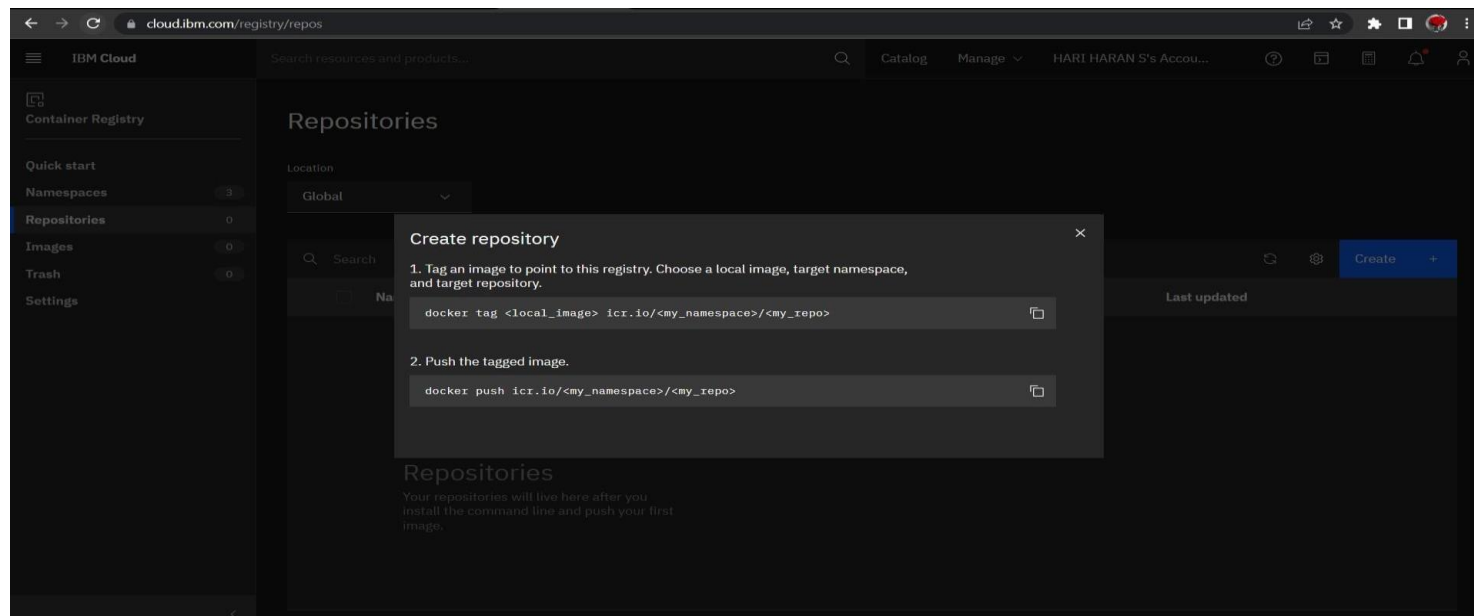 cloud.ibm.com/registry/repos
IBM Cloud
Search resources and products...
Catalog
Manage
HARI HARAN S's Accou...
Container Registry
Quick start
Namespaces 3
Repositories 0
Images 0
Trash 0
Settings
Repositories
Location
Global
Search
Create +
Na
Last updated
Create repository
1. Tag an image to point to this registry. Choose a local image, target namespace,
and target repository.
docker tag <local_image> icr.io/<my_namespace>/<my_repo>
2. Push the tagged image.
docker push icr.io/<my_namespace>/<my_repo>
Repositories
Your repositories will live here after you
install the command line and push your first
image.